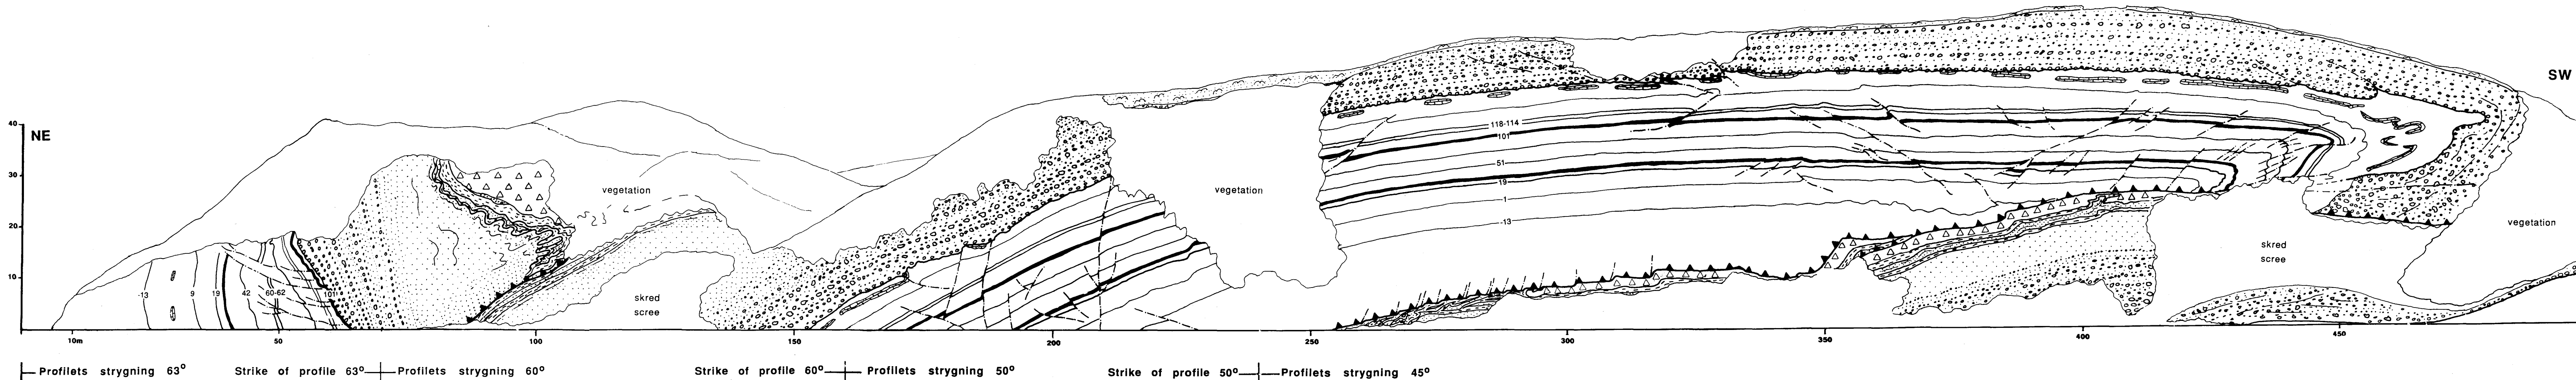 NE
SW
40
30
20
10
vegetation
vegetation
vegetation
118-114
101
51
19
1
-13
-13
9
19
42
60-62
skred
scree
skred
scree
10m
50
100
150
200
250
300
350
400
450
Profilets strygning 63°
Strike of profile 63°
Profilets strygning 60°
Strike of profile 60°
Profilets strygning 50°
Strike of profile 50°
Profilets strygning 45°